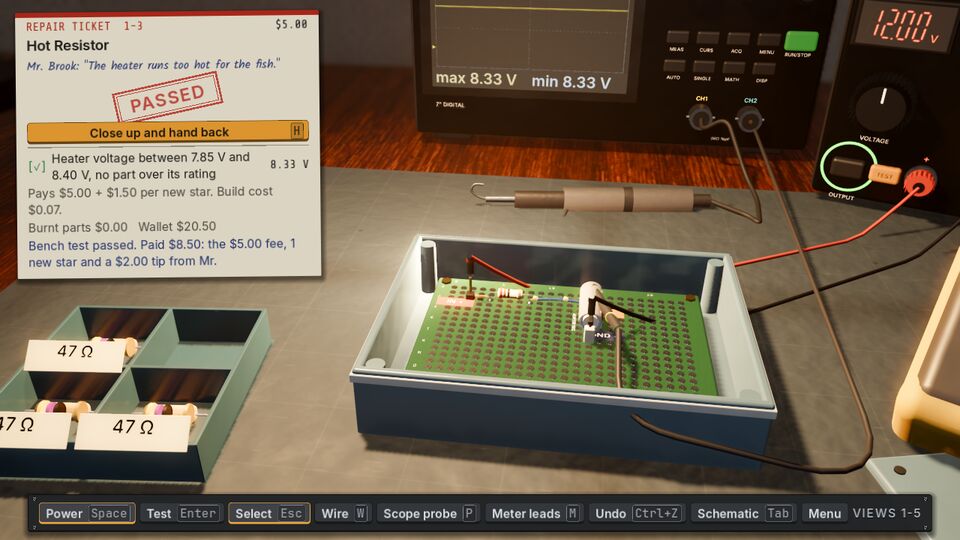 REPAIR TICKET 1-3 $5.00
Hot Resistor
Mr. Brook: "The heater runs too hot for the fish."
PASSED
Close up and hand back H
[✓] Heater voltage between 7.85 V and 8.33 V
8.40 V, no part over its rating
Pays $5.00 + $1.50 per new star. Build cost
$0.07.
Burnt parts $0.00 Wallet $20.50
Bench test passed. Paid $8.50: the $5.00 fee, 1
new star and a $2.00 tip from Mr.
max 8.33 V min 8.33 V
7" DIGITAL
MEAS CURS ACQ MENU RUN/STOP
AUTO SINGLE MATH DISP
CH1 CH2
12.00 V
VOLTAGE
OUTPUT
TEST
+
47 Ω
47 Ω
47 Ω
Power Space Test Enter Select Esc Wire W Scope probe P Meter leads M Undo Ctrl+Z Schematic Tab Menu VIEWS 1-5